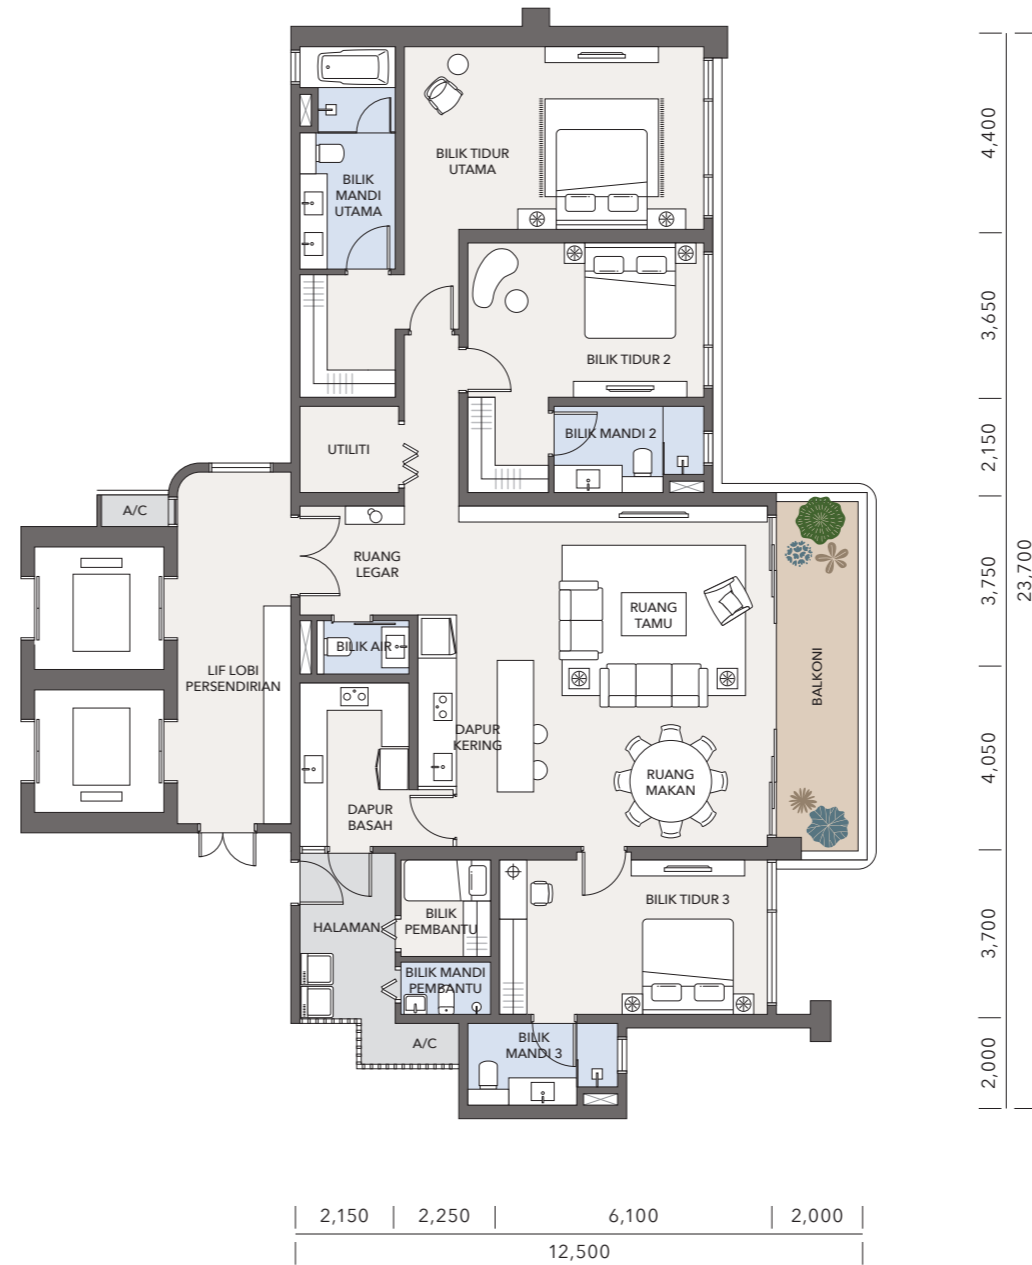 BILIK TIDUR
UTAMA
BILIK
MANDI
UTAMA
BILIK TIDUR 2
BILIK MANDI 2
UTILITI
A/C
RUANG
LEGAR
RUANG
TAMU
BILIK AIR
LIF LOBI
PERSENDIRIAN
BALKONI
DAPUR
KERING
RUANG
MAKAN
DAPUR
BASAH
BILIK TIDUR 3
BILIK
PEMBANTU
HALAMAN
BILIK MANDI
PEMBANTU
A/C
BILIK
MANDI 3
4,400
3,650
2,150
3,750
4,050
3,700
2,000
23,700
2,150
2,250
6,100
2,000
12,500